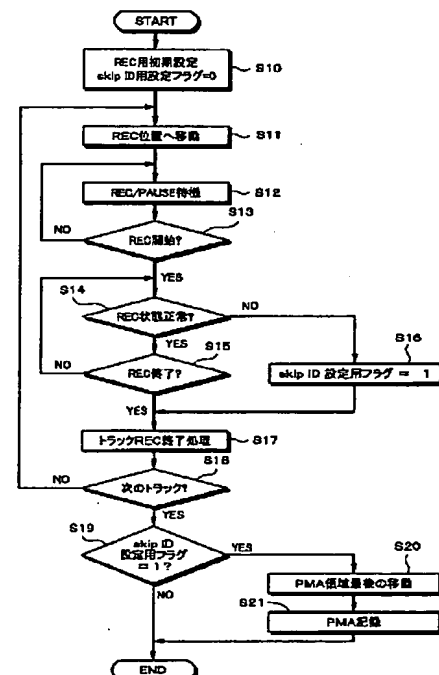 START
REC用初期設定
skip ID用設定フラグ=0
S10
REC位置へ移動
S11
REC/PAUSE待機
S12
S13
NO
REC開始?
YES
S14
REC状態正常?
NO
YES
S15
S16
NO
REC終了?
skip ID 設定用フラグ = 1
YES
トラックREC終了処理
S17
S18
NO
次のトラック?
YES
S19
skip ID
設定用フラグ
= 1 ?
YES
S20
PMA領域最後の移動
NO
S21
PMA記録
END